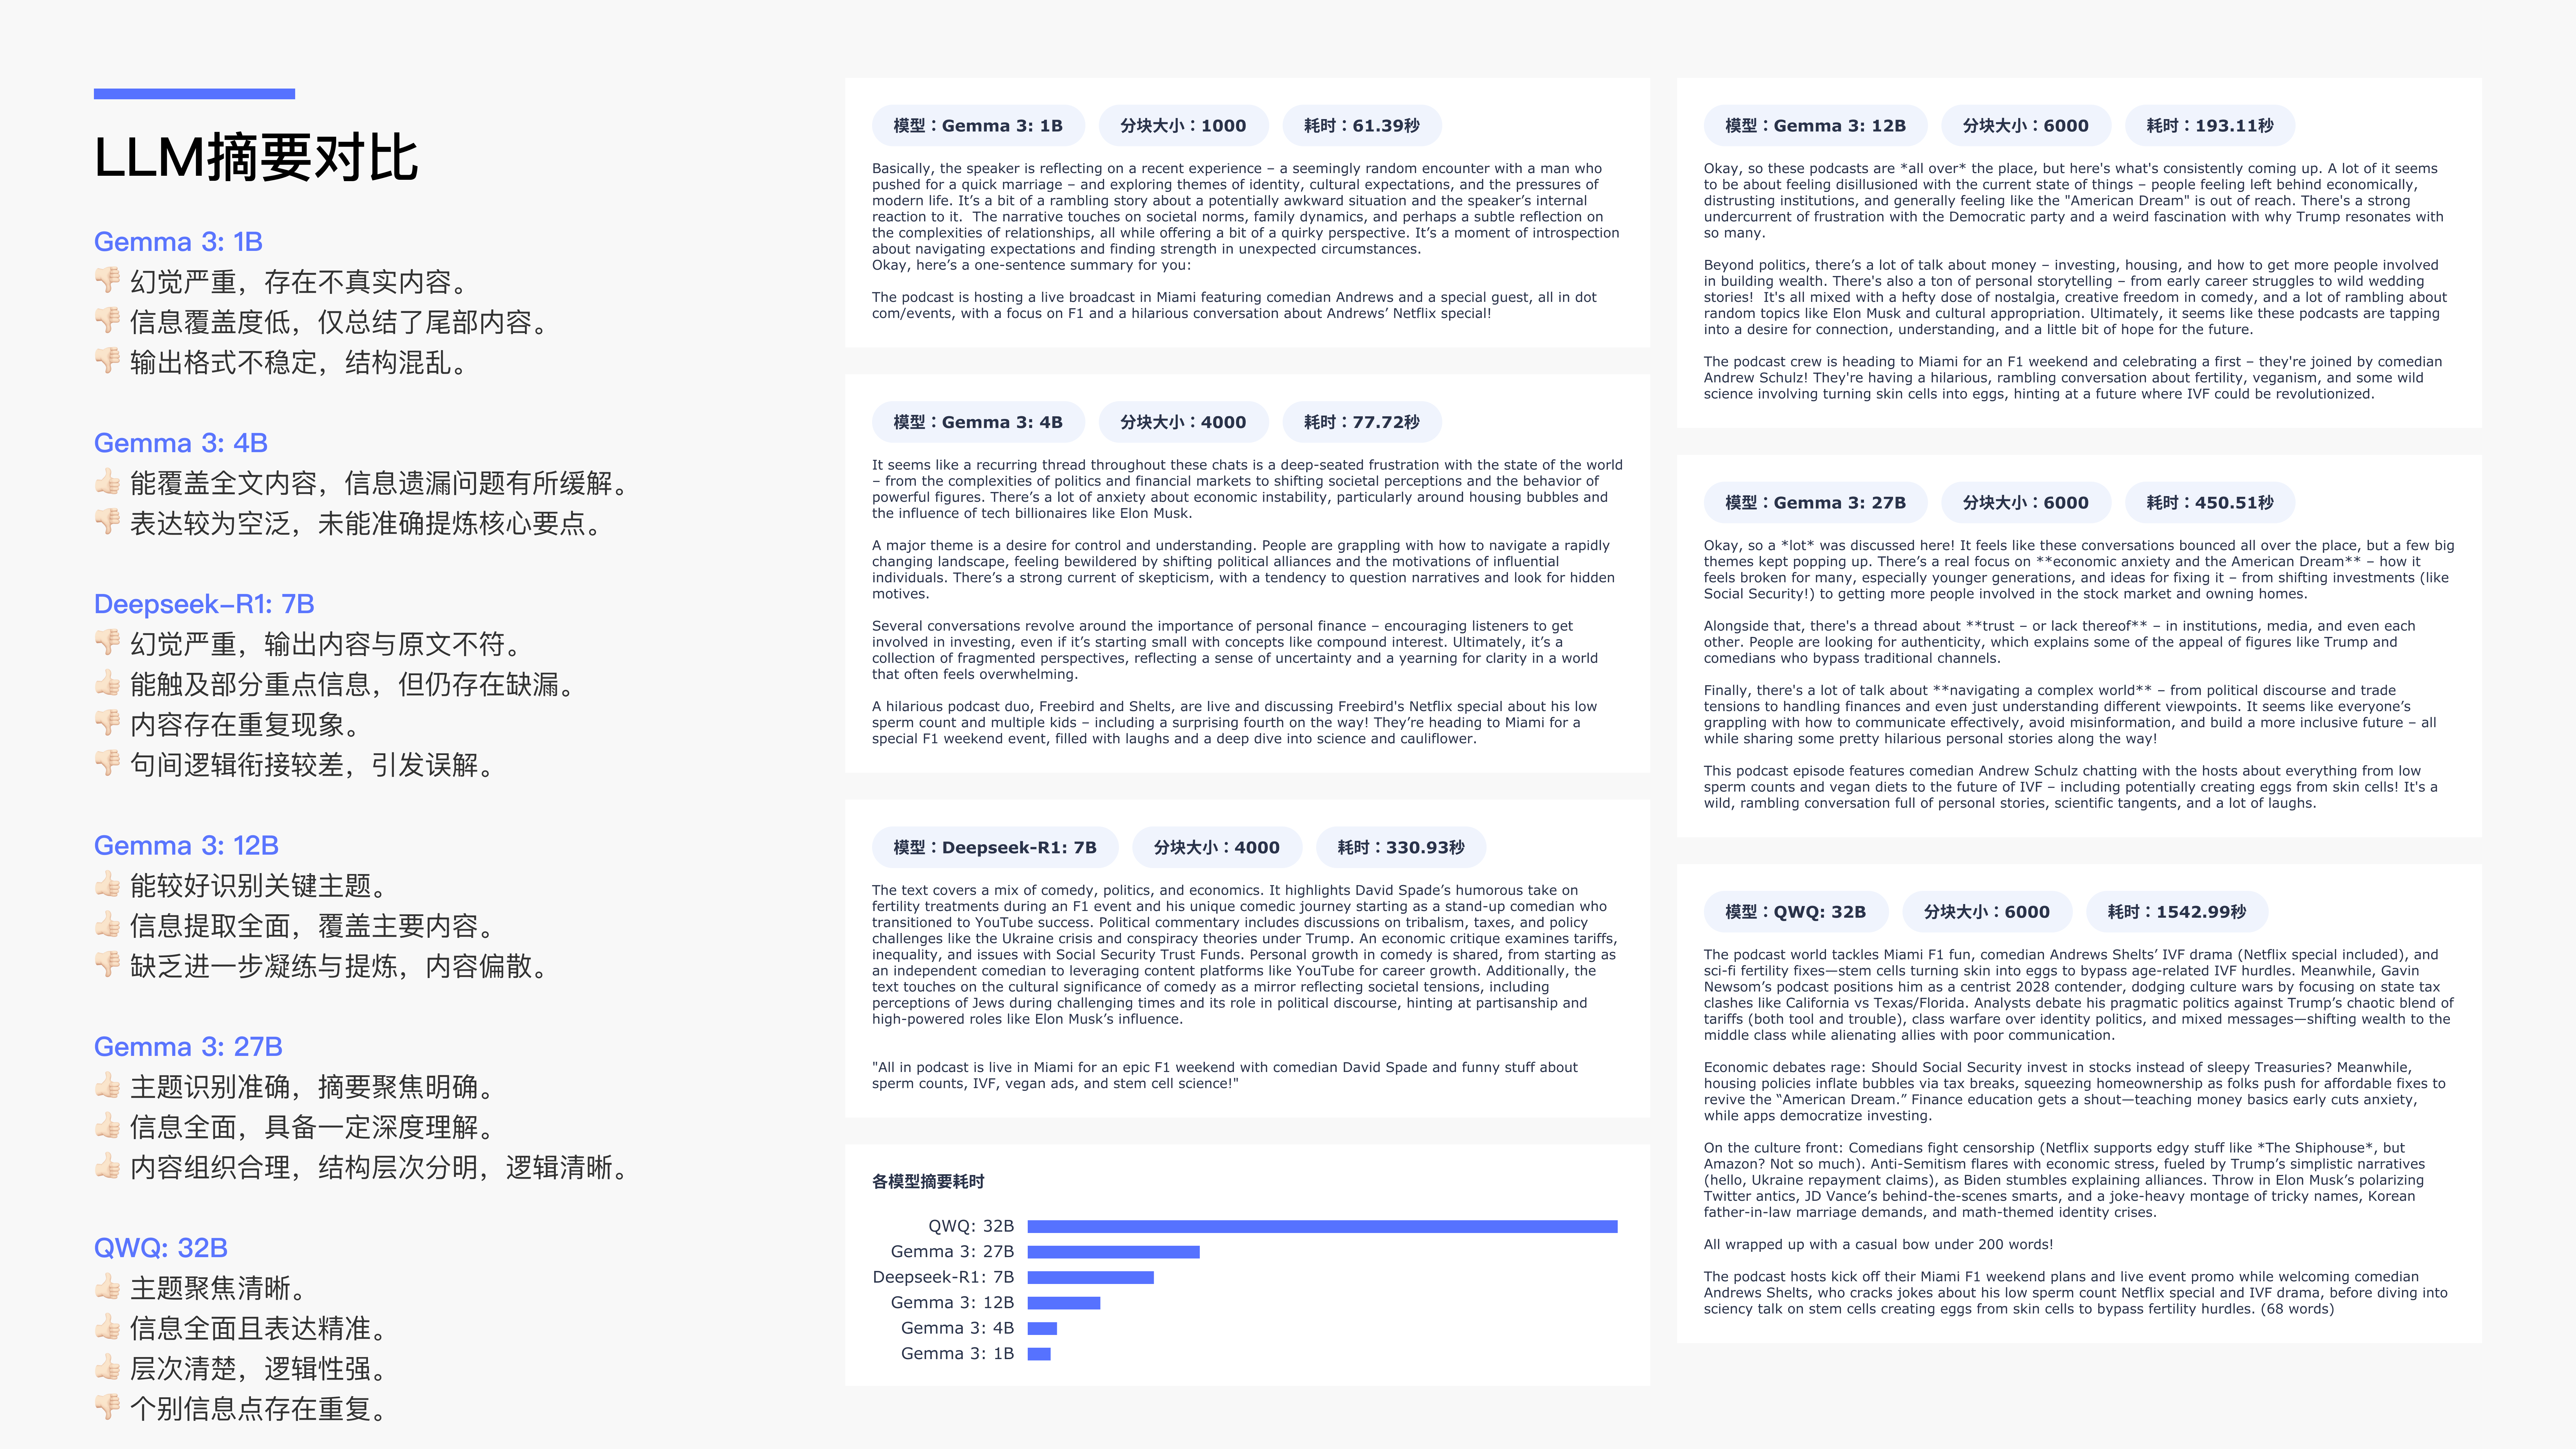 LLM摘要对比
Gemma 3: 1B
👎🏻 幻觉严重，存在不真实内容。
👎🏻 信息覆盖度低，仅总结了尾部内容。
👎🏻 输出格式不稳定，结构混乱。
Gemma 3: 4B
👍🏻 能覆盖全文内容，信息遗漏问题有所缓解。
👎🏻 表达较为空泛，未能准确提炼核心要点。
Deepseek-R1: 7B
👎🏻 幻觉严重，输出内容与原文不符。
👍🏻 能触及部分重点信息，但仍存在缺漏。
👎🏻 内容存在重复现象。
👎🏻 句间逻辑衔接较差，引发误解。
Gemma 3: 12B
👍🏻 能较好识别关键主题。
👍🏻 信息提取全面，覆盖主要内容。
👎🏻 缺乏进一步凝练与提炼，内容偏散。
Gemma 3: 27B
👍🏻 主题识别准确，摘要聚焦明确。
👍🏻 信息全面，具备一定深度理解。
👍🏻 内容组织合理，结构层次分明，逻辑清晰。
QWQ: 32B
👍🏻 主题聚焦清晰。
👍🏻 信息全面且表达精准。
👍🏻 层次清楚，逻辑性强。
👎🏻 个别信息点存在重复。
模型：Gemma 3: 1B 分块大小：1000 耗时：61.39秒
Basically, the speaker is reflecting on a recent experience – a seemingly random encounter with a man who
pushed for a quick marriage – and exploring themes of identity, cultural expectations, and the pressures of
modern life. It’s a bit of a rambling story about a potentially awkward situation and the speaker’s internal
reaction to it.  The narrative touches on societal norms, family dynamics, and perhaps a subtle reflection on
the complexities of relationships, all while offering a bit of a quirky perspective. It’s a moment of introspection
about navigating expectations and finding strength in unexpected circumstances.
Okay, here’s a one-sentence summary for you:
The podcast is hosting a live broadcast in Miami featuring comedian Andrews and a special guest, all in dot
com/events, with a focus on F1 and a hilarious conversation about Andrews’ Netflix special!
模型：Gemma 3: 4B 分块大小：4000 耗时：77.72秒
It seems like a recurring thread throughout these chats is a deep-seated frustration with the state of the world
– from the complexities of politics and financial markets to shifting societal perceptions and the behavior of
powerful figures. There’s a lot of anxiety about economic instability, particularly around housing bubbles and
the influence of tech billionaires like Elon Musk.
A major theme is a desire for control and understanding. People are grappling with how to navigate a rapidly
changing landscape, feeling bewildered by shifting political alliances and the motivations of influential
individuals. There’s a strong current of skepticism, with a tendency to question narratives and look for hidden
motives.
Several conversations revolve around the importance of personal finance – encouraging listeners to get
involved in investing, even if it’s starting small with concepts like compound interest. Ultimately, it’s a
collection of fragmented perspectives, reflecting a sense of uncertainty and a yearning for clarity in a world
that often feels overwhelming.
A hilarious podcast duo, Freebird and Shelts, are live and discussing Freebird's Netflix special about his low
sperm count and multiple kids – including a surprising fourth on the way! They’re heading to Miami for a
special F1 weekend event, filled with laughs and a deep dive into science and cauliflower.
模型：Deepseek-R1: 7B 分块大小：4000 耗时：330.93秒
The text covers a mix of comedy, politics, and economics. It highlights David Spade’s humorous take on
fertility treatments during an F1 event and his unique comedic journey starting as a stand-up comedian who
transitioned to YouTube success. Political commentary includes discussions on tribalism, taxes, and policy
challenges like the Ukraine crisis and conspiracy theories under Trump. An economic critique examines tariffs,
inequality, and issues with Social Security Trust Funds. Personal growth in comedy is shared, from starting as
an independent comedian to leveraging content platforms like YouTube for career growth. Additionally, the
text touches on the cultural significance of comedy as a mirror reflecting societal tensions, including
perceptions of Jews during challenging times and its role in political discourse, hinting at partisanship and
high-powered roles like Elon Musk’s influence.
"All in podcast is live in Miami for an epic F1 weekend with comedian David Spade and funny stuff about
sperm counts, IVF, vegan ads, and stem cell science!"
各模型摘要耗时
QWQ: 32B
Gemma 3: 27B
Deepseek-R1: 7B
Gemma 3: 12B
Gemma 3: 4B
Gemma 3: 1B
模型：Gemma 3: 12B 分块大小：6000 耗时：193.11秒
Okay, so these podcasts are *all over* the place, but here's what's consistently coming up. A lot of it seems
to be about feeling disillusioned with the current state of things – people feeling left behind economically,
distrusting institutions, and generally feeling like the "American Dream" is out of reach. There's a strong
undercurrent of frustration with the Democratic party and a weird fascination with why Trump resonates with
so many.
Beyond politics, there’s a lot of talk about money – investing, housing, and how to get more people involved
in building wealth. There's also a ton of personal storytelling – from early career struggles to wild wedding
stories!  It's all mixed with a hefty dose of nostalgia, creative freedom in comedy, and a lot of rambling about
random topics like Elon Musk and cultural appropriation. Ultimately, it seems like these podcasts are tapping
into a desire for connection, understanding, and a little bit of hope for the future.
The podcast crew is heading to Miami for an F1 weekend and celebrating a first – they're joined by comedian
Andrew Schulz! They're having a hilarious, rambling conversation about fertility, veganism, and some wild
science involving turning skin cells into eggs, hinting at a future where IVF could be revolutionized.
模型：Gemma 3: 27B 分块大小：6000 耗时：450.51秒
Okay, so a *lot* was discussed here! It feels like these conversations bounced all over the place, but a few big
themes kept popping up. There’s a real focus on **economic anxiety and the American Dream** – how it
feels broken for many, especially younger generations, and ideas for fixing it – from shifting investments (like
Social Security!) to getting more people involved in the stock market and owning homes.
Alongside that, there's a thread about **trust – or lack thereof** – in institutions, media, and even each
other. People are looking for authenticity, which explains some of the appeal of figures like Trump and
comedians who bypass traditional channels.
Finally, there's a lot of talk about **navigating a complex world** – from political discourse and trade
tensions to handling finances and even just understanding different viewpoints. It seems like everyone’s
grappling with how to communicate effectively, avoid misinformation, and build a more inclusive future – all
while sharing some pretty hilarious personal stories along the way!
This podcast episode features comedian Andrew Schulz chatting with the hosts about everything from low
sperm counts and vegan diets to the future of IVF – including potentially creating eggs from skin cells! It's a
wild, rambling conversation full of personal stories, scientific tangents, and a lot of laughs.
模型：QWQ: 32B 分块大小：6000 耗时：1542.99秒
The podcast world tackles Miami F1 fun, comedian Andrews Shelts’ IVF drama (Netflix special included), and
sci-fi fertility fixes—stem cells turning skin into eggs to bypass age-related IVF hurdles. Meanwhile, Gavin
Newsom’s podcast positions him as a centrist 2028 contender, dodging culture wars by focusing on state tax
clashes like California vs Texas/Florida. Analysts debate his pragmatic politics against Trump’s chaotic blend of
tariffs (both tool and trouble), class warfare over identity politics, and mixed messages—shifting wealth to the
middle class while alienating allies with poor communication.
Economic debates rage: Should Social Security invest in stocks instead of sleepy Treasuries? Meanwhile,
housing policies inflate bubbles via tax breaks, squeezing homeownership as folks push for affordable fixes to
revive the “American Dream.” Finance education gets a shout—teaching money basics early cuts anxiety,
while apps democratize investing.
On the culture front: Comedians fight censorship (Netflix supports edgy stuff like *The Shiphouse*, but
Amazon? Not so much). Anti-Semitism flares with economic stress, fueled by Trump’s simplistic narratives
(hello, Ukraine repayment claims), as Biden stumbles explaining alliances. Throw in Elon Musk’s polarizing
Twitter antics, JD Vance’s behind-the-scenes smarts, and a joke-heavy montage of tricky names, Korean
father-in-law marriage demands, and math-themed identity crises.
All wrapped up with a casual bow under 200 words!
The podcast hosts kick off their Miami F1 weekend plans and live event promo while welcoming comedian
Andrews Shelts, who cracks jokes about his low sperm count Netflix special and IVF drama, before diving into
sciency talk on stem cells creating eggs from skin cells to bypass fertility hurdles. (68 words)